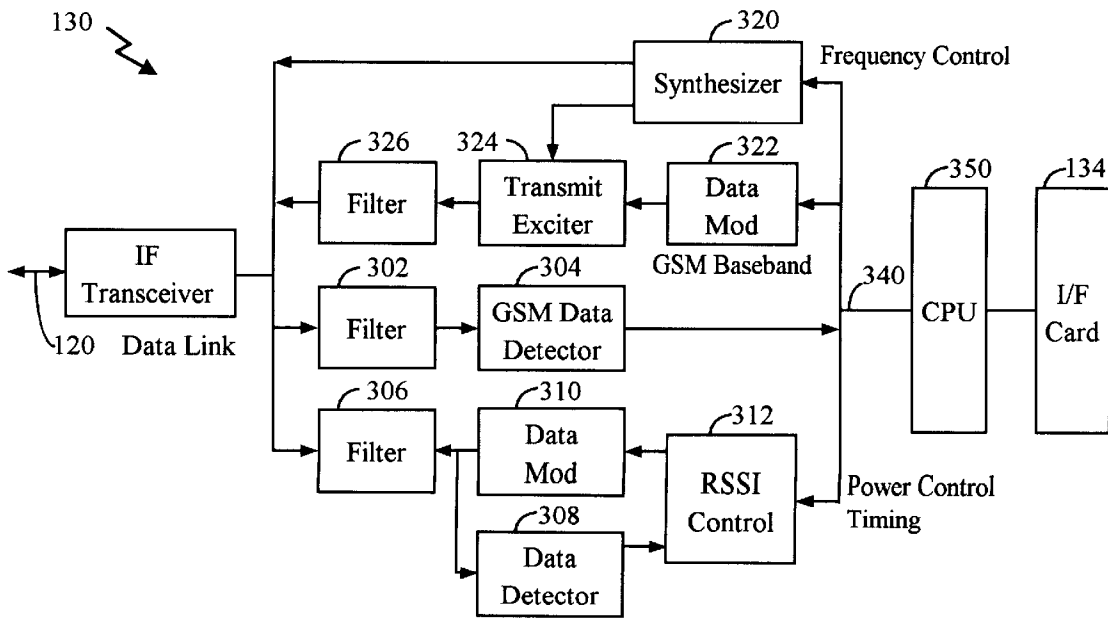 130
320
Synthesizer
Frequency Control
326
Filter
324
Transmit
Exciter
322
Data
Mod
GSM Baseband
350
CPU
134
I/F
Card
IF
Transceiver
120
Data Link
302
Filter
304
GSM Data
Detector
340
306
Filter
310
Data
Mod
312
RSSI
Control
Power Control
Timing
308
Data
Detector